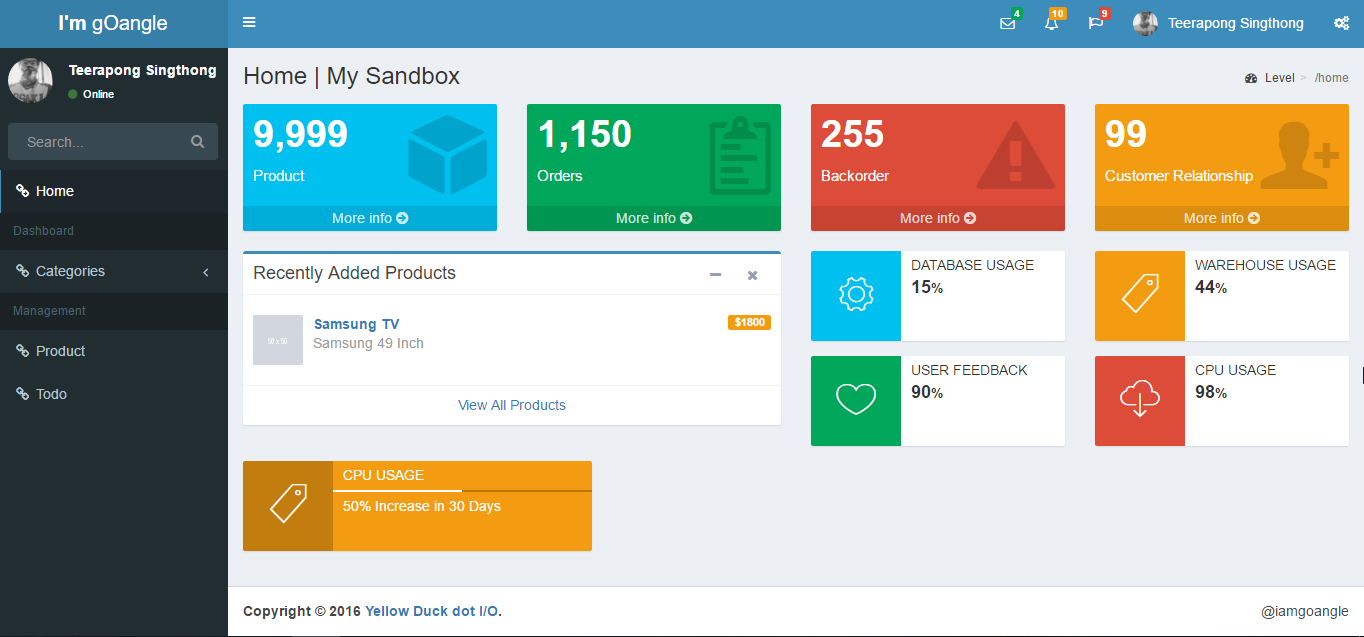 I'm gOangle
4
10
9
Teerapong Singthong
Teerapong Singthong
Online
Search...
Home
Dashboard
Categories
Management
Product
Todo
Home | My Sandbox
Level > /home
9,999
Product
More info
1,150
Orders
More info
255
Backorder
More info
99
Customer Relationship
More info
Recently Added Products
50 x 50
Samsung TV
$1800
Samsung 49 Inch
View All Products
DATABASE USAGE
15%
WAREHOUSE USAGE
44%
USER FEEDBACK
90%
CPU USAGE
98%
CPU USAGE
50% Increase in 30 Days
Copyright © 2016 Yellow Duck dot I/O.
@iamgoangle